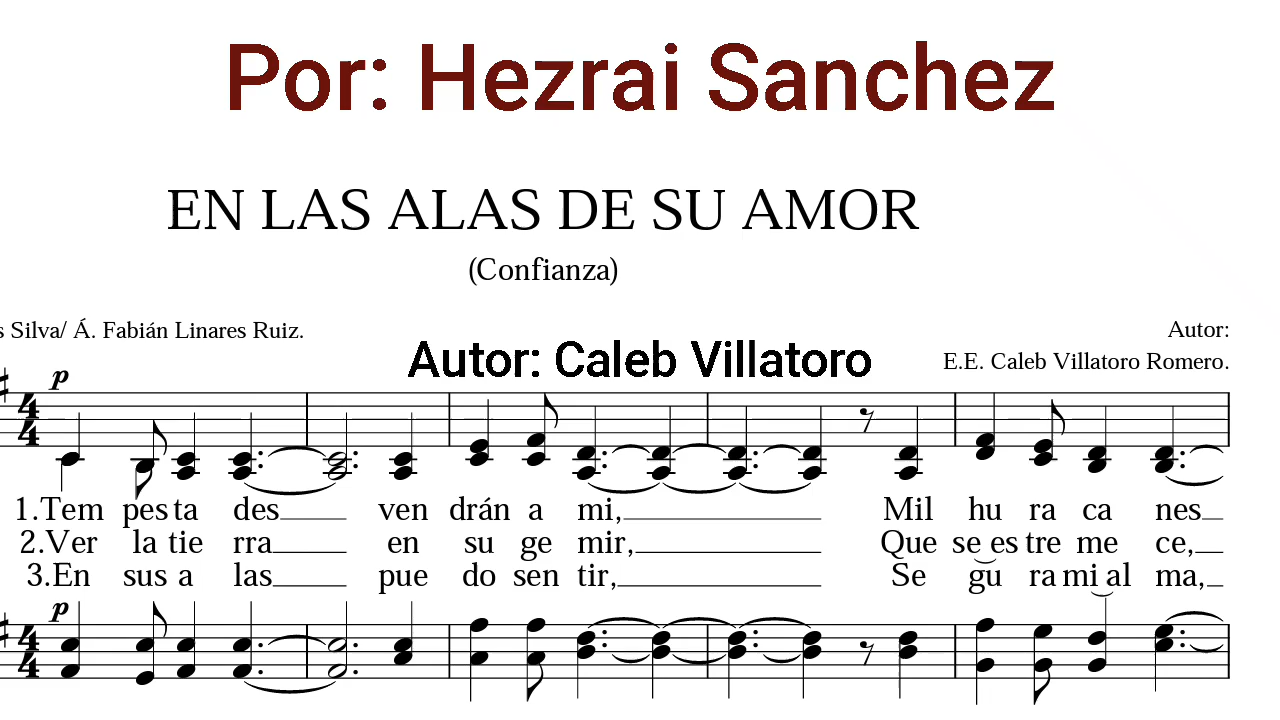 Por: Hezrai Sanchez
EN LAS ALAS DE SU AMOR
(Confianza)
s Silva/ Á. Fabián Linares Ruiz.
Autor:
Autor: Caleb Villatoro
E.E. Caleb Villatoro Romero.
p
1.Tem pes ta des ven drán a mi, Mil hu ra ca nes
2.Ver la tie rra en su ge mir, Que se es tre me ce,
3.En sus a las pue do sen tir, Se gu ra mi al ma,
p